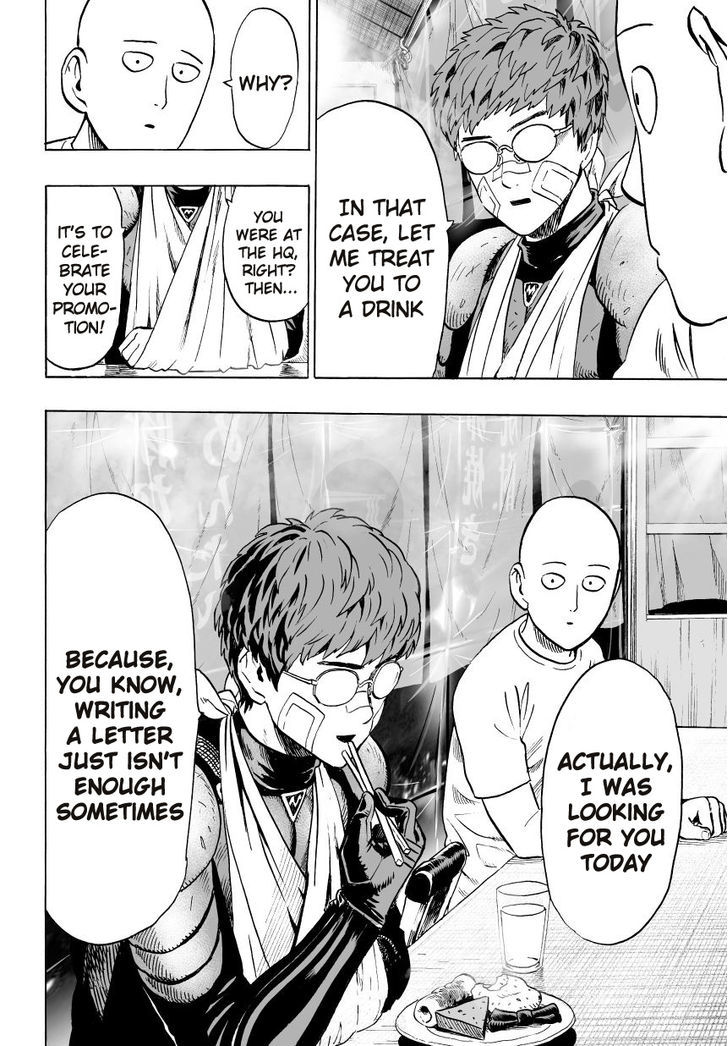 IN THAT
CASE, LET
ME TREAT
YOU TO
A DRINK
WHY?
YOU
WERE AT
THE HQ,
RIGHT?
THEN...
IT'S TO
CELE-
BRATE
YOUR
PROMO-
TION!
ACTUALLY,
I WAS
LOOKING
FOR YOU
TODAY
BECAUSE,
YOU KNOW,
WRITING
A LETTER
JUST ISN'T
ENOUGH
SOMETIMES